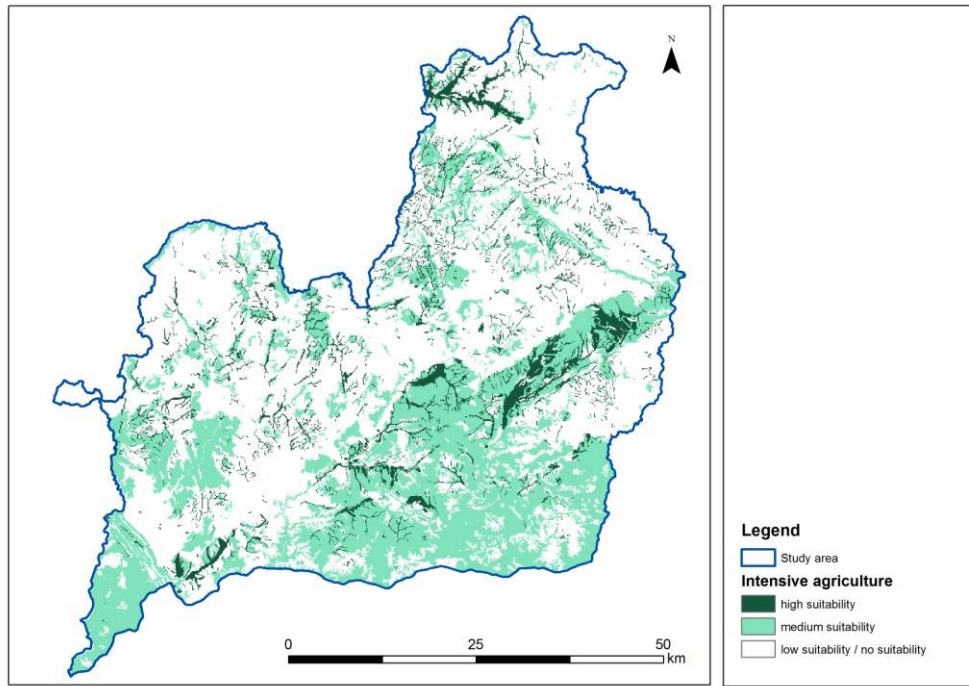 N
Legend
Study area
Intensive agriculture
high suitability
medium suitability
low suitability / no suitability
0 25 50
km